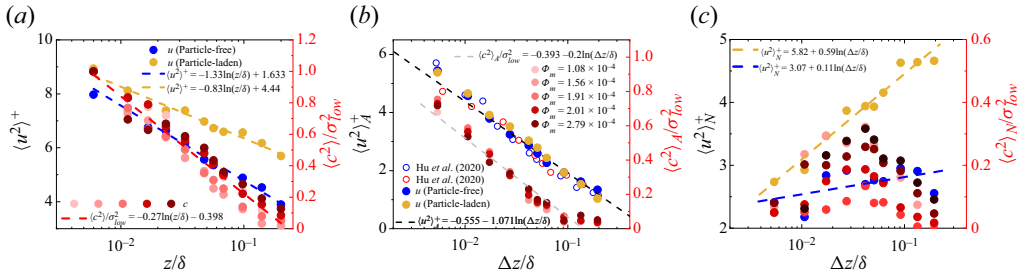 (a)
10
8
6
4
⟨u²⟩⁺
u (Particle-free)
u (Particle-laden)
⟨u²⟩⁺ = −1.33ln(z/δ) + 1.633
⟨u²⟩⁺ = −0.83ln(z/δ) + 4.44
c
⟨c²⟩/σ²low = −0.27ln(z/δ) − 0.398
1.2
1.0
0.8
0.6
0.4
0.2
0
⟨c²⟩/σ²low
10⁻² 10⁻¹
z/δ
(b)
6
5
4
3
2
1
0
⟨u²⟩⁺A
⟨c²⟩A/σ²low = −0.393 −0.2ln(Δz/δ)
Φm = 1.08 × 10⁻⁴
Φm = 1.56 × 10⁻⁴
Φm = 1.91 × 10⁻⁴
Φm = 2.01 × 10⁻⁴
Φm = 2.79 × 10⁻⁴
Hu et al. (2020)
Hu et al. (2020)
u (Particle-free)
u (Particle-laden)
⟨u²⟩⁺A = −0.555 − 1.071ln(Δz/δ)
1.0
0.8
0.6
0.4
0.2
0
⟨c²⟩A/σ²low
10⁻² 10⁻¹
Δz/δ
(c)
5
4
3
2
⟨u²⟩⁺N
⟨u²⟩⁺N = 5.82 + 0.59ln(Δz/δ)
⟨u²⟩⁺N = 3.07 + 0.11ln(Δz/δ)
0.6
0.4
0.2
0
⟨c²⟩N/σ²low
10⁻² 10⁻¹
Δz/δ